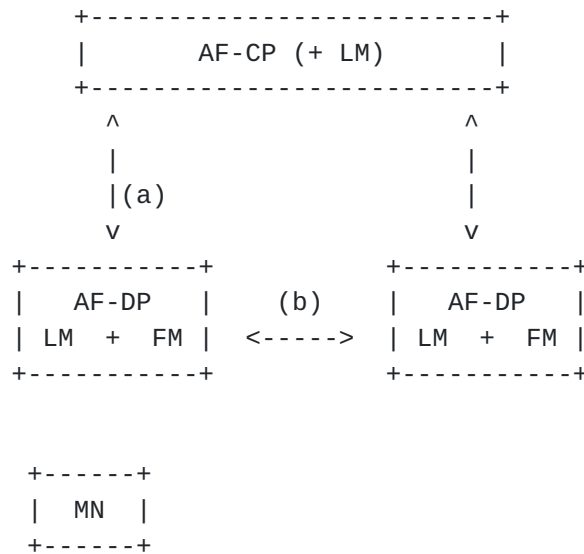 AF-CP (+ LM)
(a)
AF-DP (b) AF-DP
LM + FM LM + FM
MN